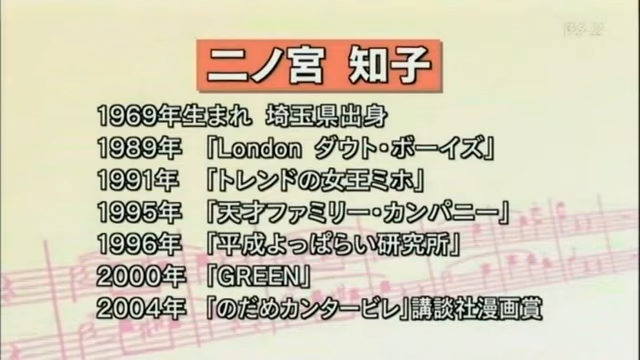 二ノ宮 知子
1969年生まれ 埼玉県出身
1989年 「London ダウト・ボーイズ」
1991年 「トレンドの女王ミホ」
1995年 「天才ファミリー・カンパニー」
1996年 「平成よっぱらい研究所」
2000年 「GREEN」
2004年 「のだめカンタービレ」講談社漫画賞